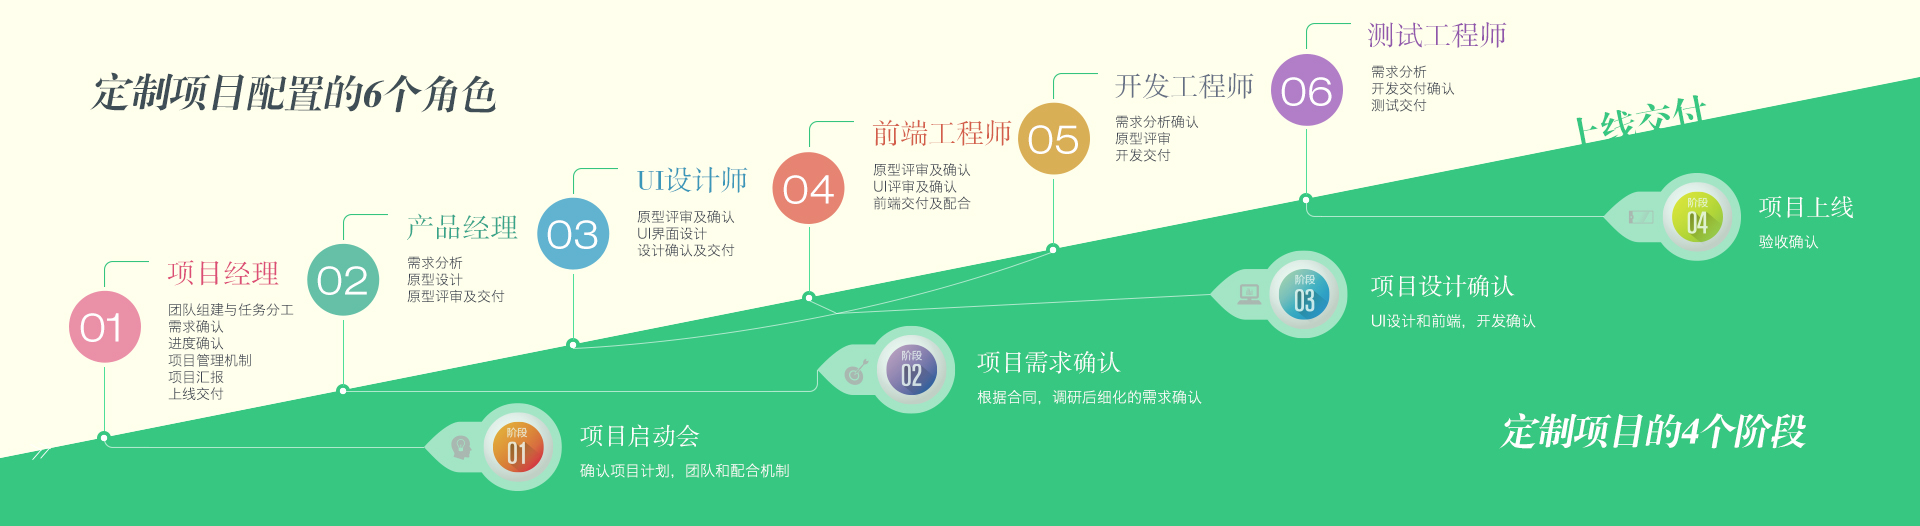 定制项目配置的6个角色
01
项目经理
团队组建与任务分工
需求确认
进度确认
项目管理机制
项目汇报
上线交付
02
产品经理
需求分析
原型设计
原型评审及交付
03
UI设计师
原型评审及确认
UI界面设计
设计确认及交付
04
前端工程师
原型评审及确认
UI评审及确认
前端交付及配合
05
开发工程师
需求分析确认
原型评审
开发交付
06
测试工程师
需求分析
开发交付确认
测试交付
上线交付
阶段
01
项目启动会
确认项目计划，团队和配合机制
阶段
02
项目需求确认
根据合同，调研后细化的需求确认
阶段
03
项目设计确认
UI设计和前端，开发确认
阶段
04
项目上线
验收确认
定制项目的4个阶段